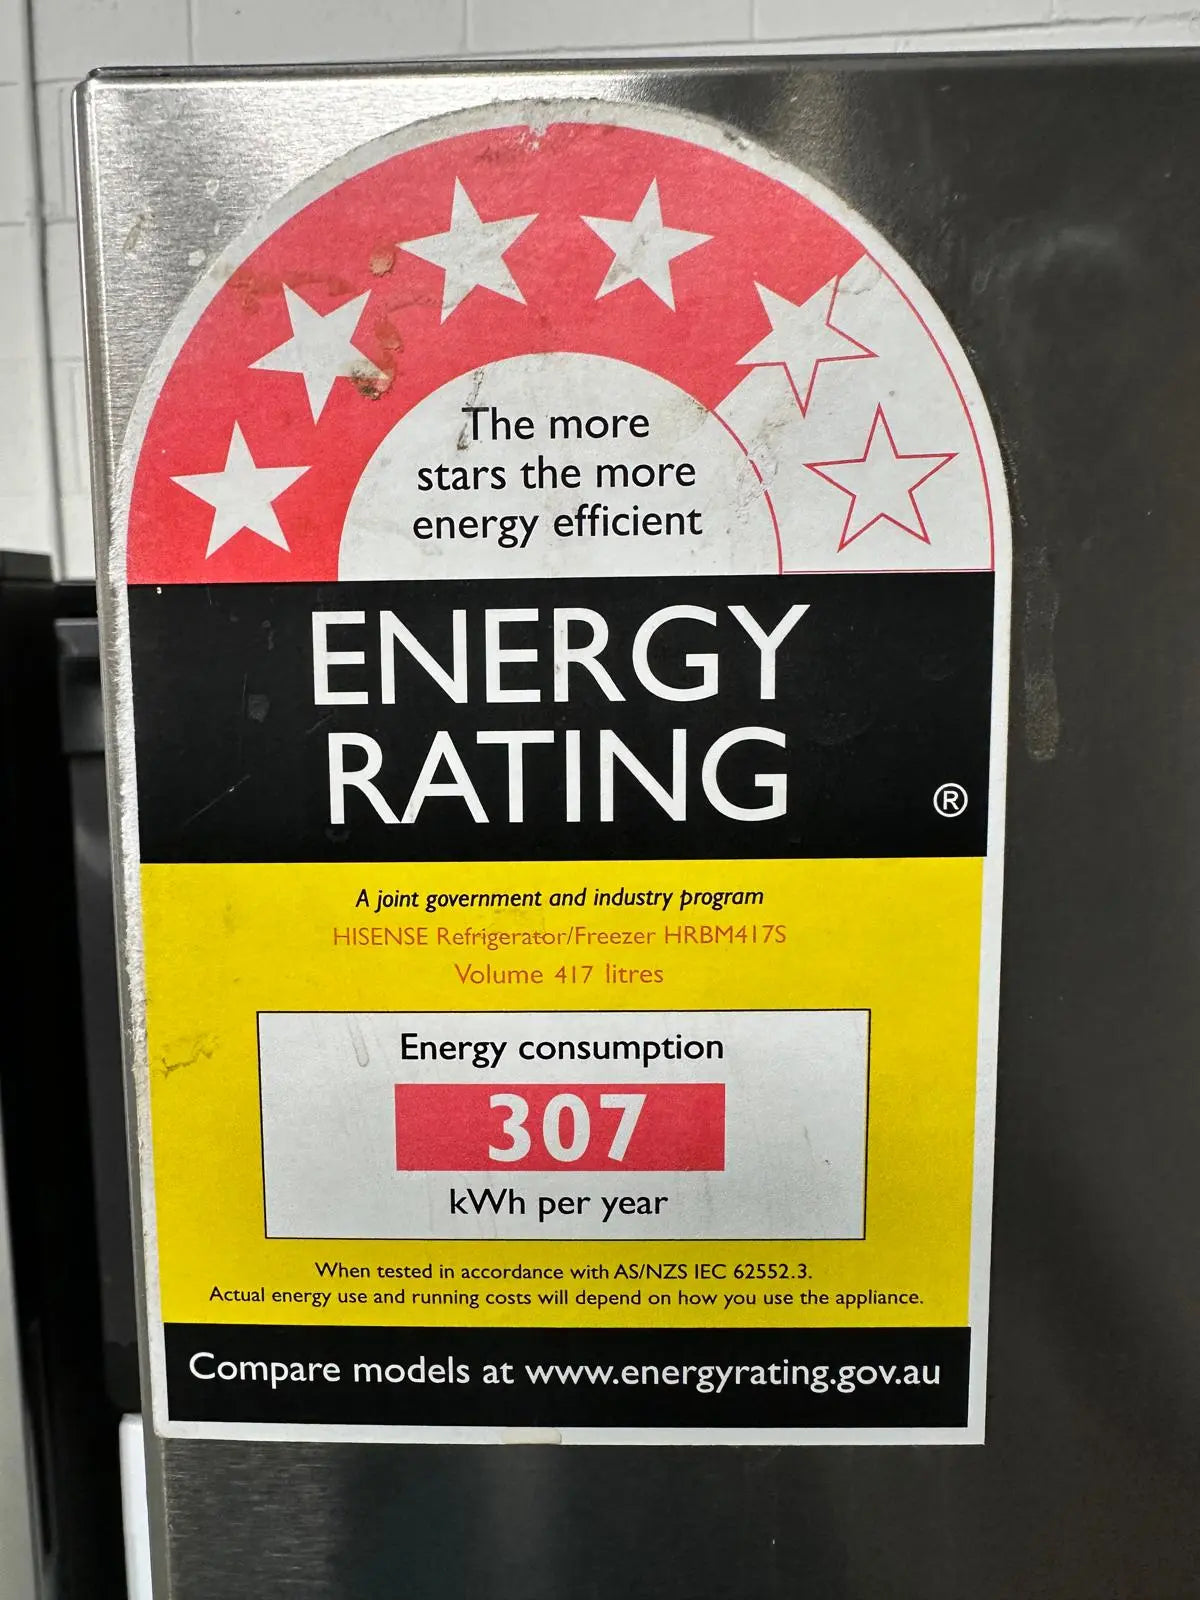 The more
stars the more
energy efficient
ENERGY
RATING
®
A joint government and industry program
HISENSE Refrigerator/Freezer HRBM417S
Volume 417 litres
Energy consumption
307
kWh per year
When tested in accordance with AS/NZS IEC 62552.3.
Actual energy use and running costs will depend on how you use the appliance.
Compare models at www.energyrating.gov.au